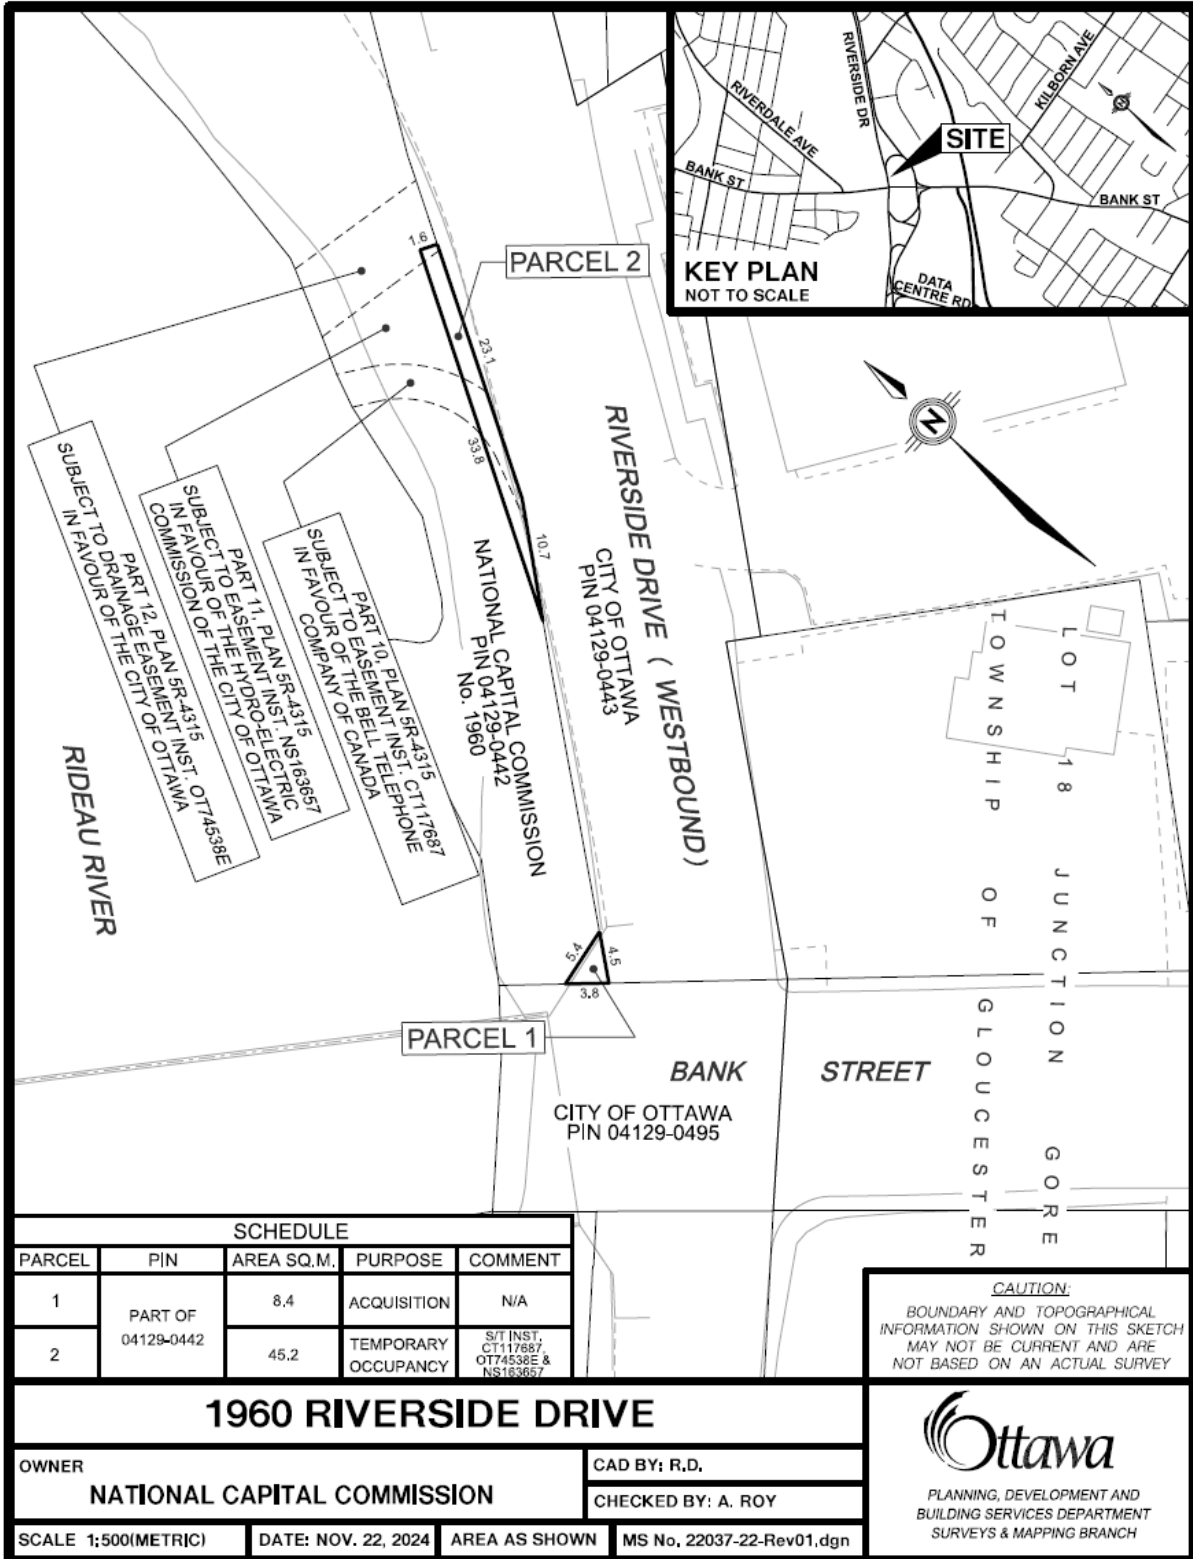 RIVERSIDE DR
KILBORN AVE
RIVERDALE AVE
SITE
BANK ST
BANK ST
KEY PLAN
NOT TO SCALE
DATA
CENTRE RD
N
1.6
PARCEL 2
23.1
33.8
10.7
N
RIVERSIDE DRIVE ( WESTBOUND)
CITY OF OTTAWA
PIN 04129-0443
PART 12, PLAN 5R-4315
SUBJECT TO DRAINAGE EASEMENT INST. OT74538E
IN FAVOUR OF THE CITY OF OTTAWA
PART 11, PLAN 5R-4315
SUBJECT TO EASEMENT INST. NS163657
IN FAVOUR OF THE HYDRO-ELECTRIC
COMMISSION OF THE CITY OF OTTAWA
PART 10, PLAN 5R-4315
SUBJECT TO EASEMENT INST. CT117687
IN FAVOUR OF THE BELL TELEPHONE
COMPANY OF CANADA
NATIONAL CAPITAL COMMISSION
PIN 04129-0442
No. 1960
RIDEAU RIVER
LOT 18 JUNCTION GORE
TOWNSHIP OF GLOUCESTER
5.4
4.5
3.8
PARCEL 1
BANK STREET
CITY OF OTTAWA
PIN 04129-0495
SCHEDULE
PARCEL PIN AREA SQ.M. PURPOSE COMMENT
1 PART OF 04129-0442 8.4 ACQUISITION N/A
2 45.2 TEMPORARY OCCUPANCY S/T INST. CT117687, OT74538E & NS163657
CAUTION:
BOUNDARY AND TOPOGRAPHICAL
INFORMATION SHOWN ON THIS SKETCH
MAY NOT BE CURRENT AND ARE
NOT BASED ON AN ACTUAL SURVEY
1960 RIVERSIDE DRIVE
OWNER
NATIONAL CAPITAL COMMISSION
CAD BY: R.D.
CHECKED BY: A. ROY
SCALE 1:500(METRIC) DATE: NOV. 22, 2024 AREA AS SHOWN MS No. 22037-22-Rev01.dgn
Ottawa
PLANNING, DEVELOPMENT AND
BUILDING SERVICES DEPARTMENT
SURVEYS & MAPPING BRANCH